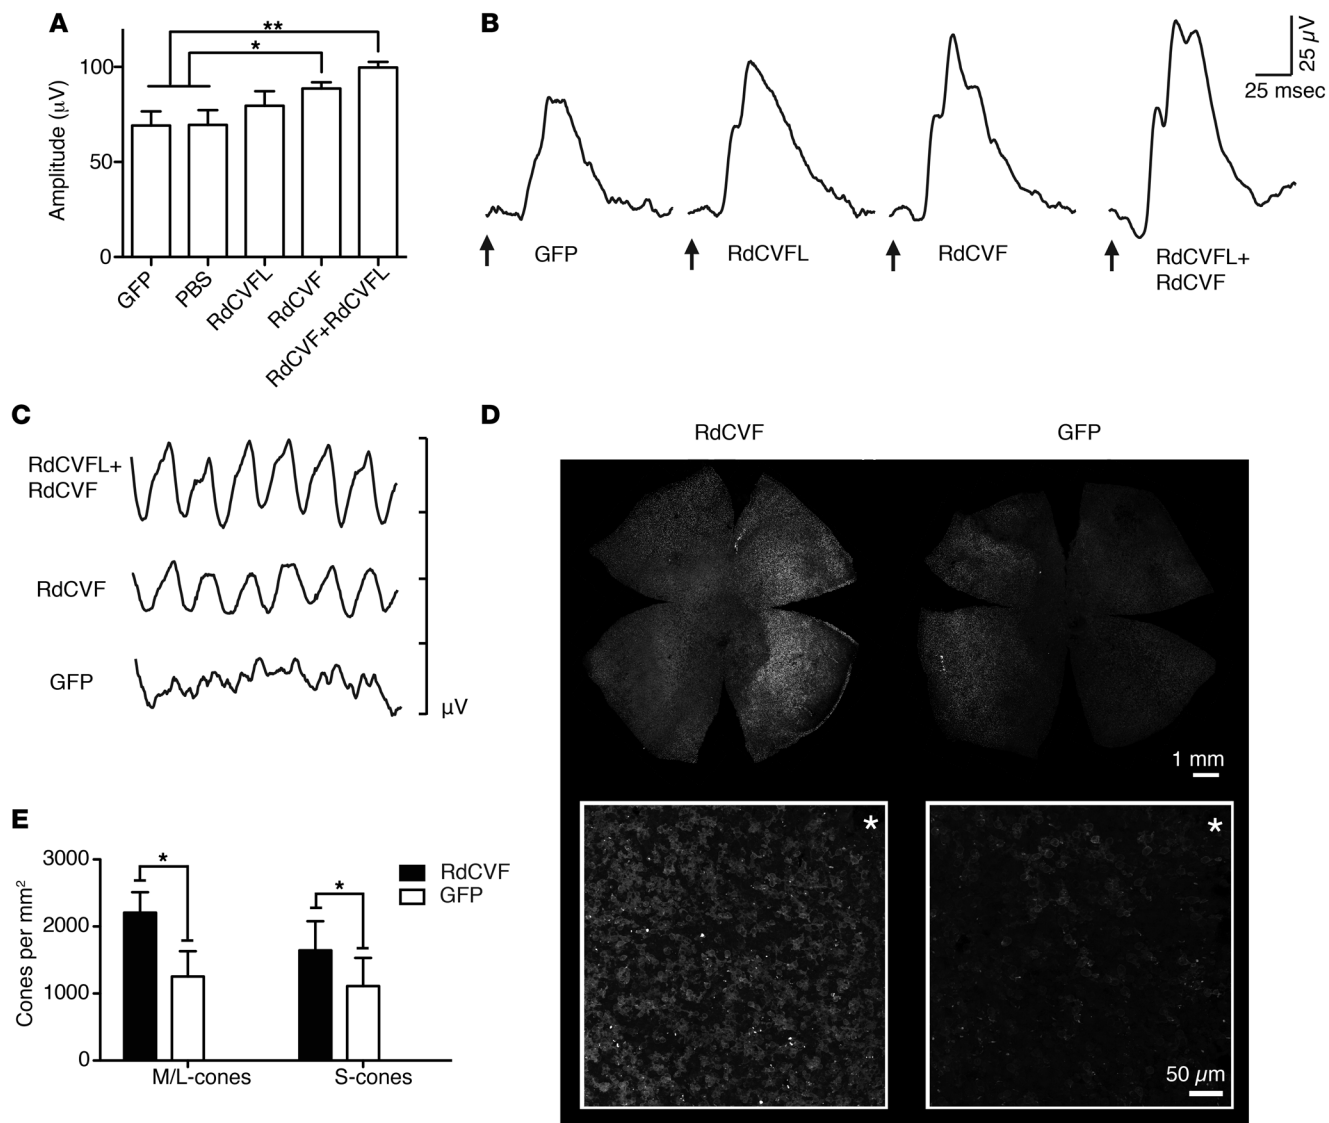 A
**
*
100
50
0
Amplitude (μV)
GFP
PBS
RdCVFL
RdCVF
RdCVF+RdCVFL
B
25 μV
25 msec
GFP
RdCVFL
RdCVF
RdCVFL+
RdCVF
C
RdCVFL+
RdCVF
RdCVF
GFP
μV
D
RdCVF
GFP
1 mm
*
*
50 μm
E
3000
2000
1000
0
Cones per mm²
*
*
RdCVF
GFP
M/L-cones
S-cones